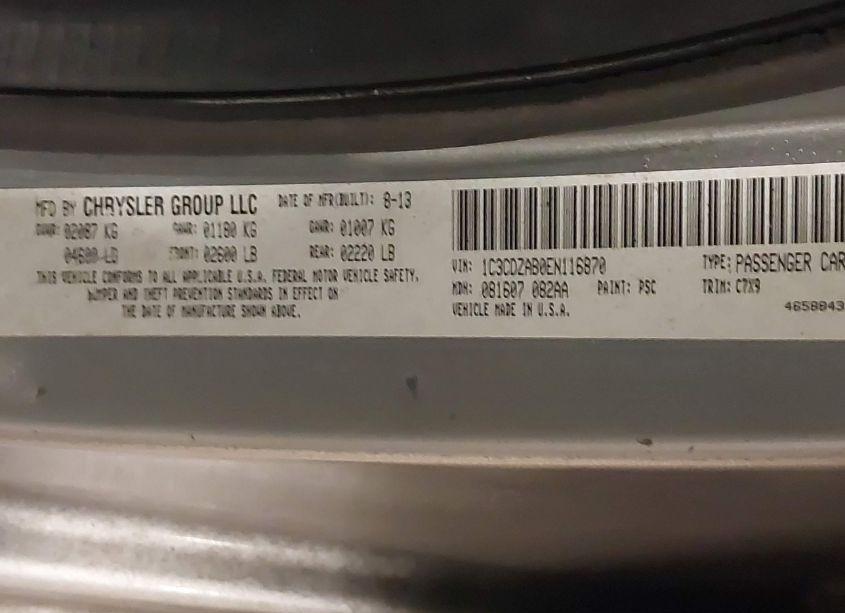 MFD BY CHRYSLER GROUP LLC DATE OF MFR(BUILT): 8-13
GVWR: 02087 KG GAWR: 01180 KG GAWR: 01007 KG
04600 LB FRONT: 02600 LB REAR: 02220 LB
THIS VEHICLE CONFORMS TO ALL APPLICABLE U.S.A. FEDERAL MOTOR VEHICLE SAFETY,
BUMPER AND THEFT PREVENTION STANDARDS IN EFFECT ON
THE DATE OF MANUFACTURE SHOWN ABOVE.
VIN: 1C3CDZAB0EN116870 TYPE: PASSENGER CAR
MDH: 081607 082AA PAINT: PSC TRIM: C7X9
VEHICLE MADE IN U.S.A.
4658843